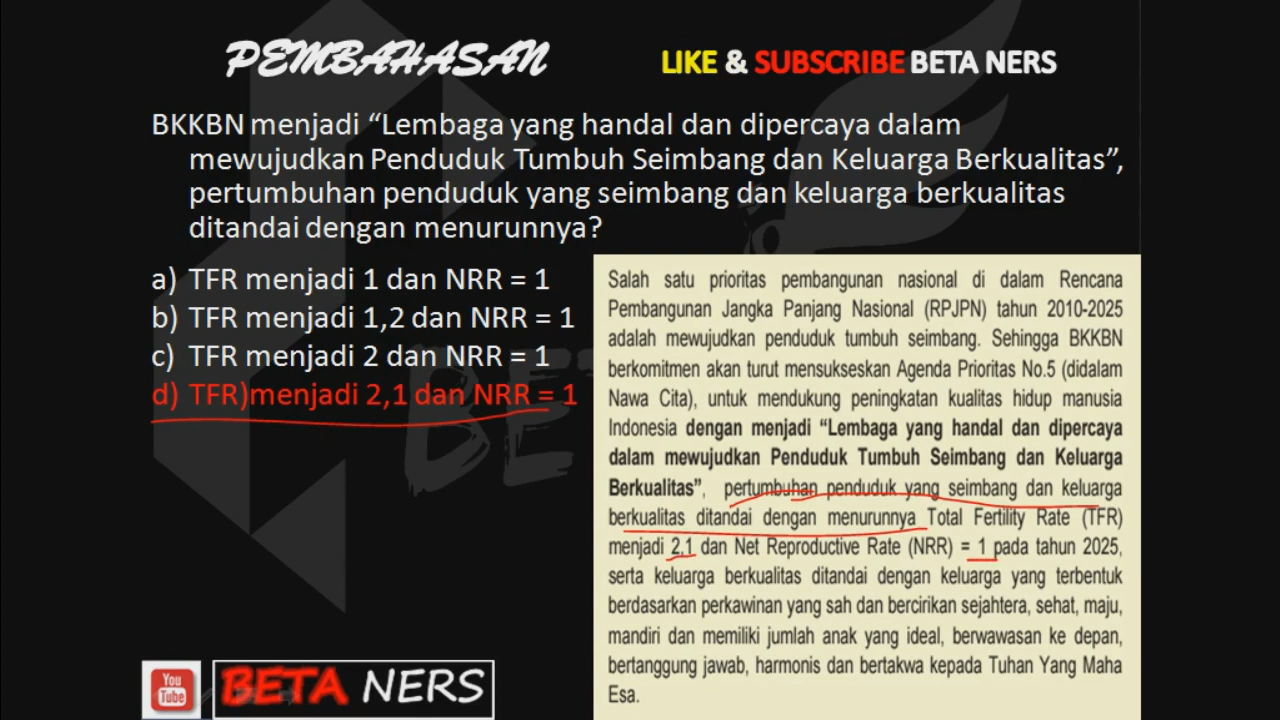 PEMBAHASAN
LIKE & SUBSCRIBE BETA NERS
BKKBN menjadi “Lembaga yang handal dan dipercaya dalam
mewujudkan Penduduk Tumbuh Seimbang dan Keluarga Berkualitas”,
pertumbuhan penduduk yang seimbang dan keluarga berkualitas
ditandai dengan menurunnya?
a) TFR menjadi 1 dan NRR = 1
b) TFR menjadi 1,2 dan NRR = 1
c) TFR menjadi 2 dan NRR = 1
d) TFR)menjadi 2,1 dan NRR = 1
Salah satu prioritas pembangunan nasional di dalam Rencana
Pembangunan Jangka Panjang Nasional (RPJPN) tahun 2010-2025
adalah mewujudkan penduduk tumbuh seimbang. Sehingga BKKBN
berkomitmen akan turut mensukseskan Agenda Prioritas No.5 (didalam
Nawa Cita), untuk mendukung peningkatan kualitas hidup manusia
Indonesia dengan menjadi “Lembaga yang handal dan dipercaya
dalam mewujudkan Penduduk Tumbuh Seimbang dan Keluarga
Berkualitas”, pertumbuhan penduduk yang seimbang dan keluarga
berkualitas ditandai dengan menurunnya Total Fertility Rate (TFR)
menjadi 2,1 dan Net Reproductive Rate (NRR) = 1 pada tahun 2025,
serta keluarga berkualitas ditandai dengan keluarga yang terbentuk
berdasarkan perkawinan yang sah dan bercirikan sejahtera, sehat, maju,
mandiri dan memiliki jumlah anak yang ideal, berwawasan ke depan,
bertanggung jawab, harmonis dan bertakwa kepada Tuhan Yang Maha
Esa.
You
Tube
BETA NERS